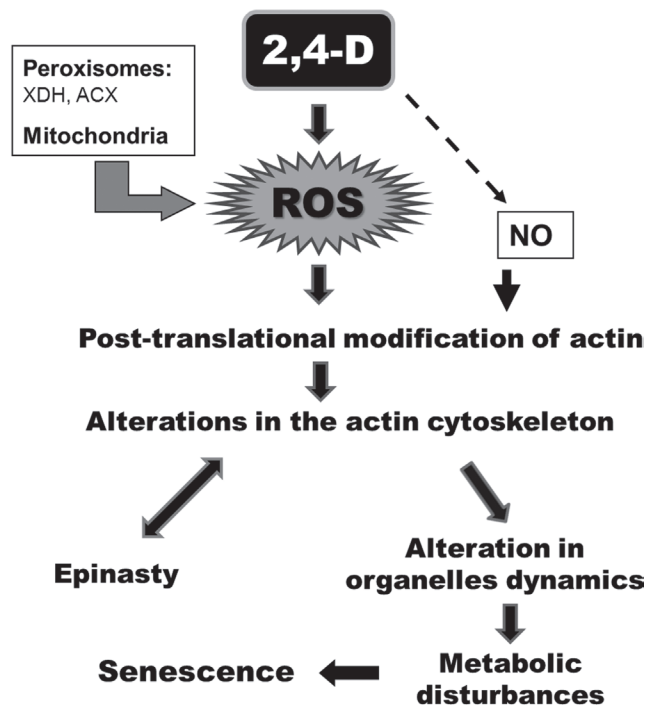 2,4-D
Peroxisomes:
XDH, ACX
Mitochondria
ROS
NO
Post-translational modification of actin
Alterations in the actin cytoskeleton
Epinasty
Alteration in
organelles dynamics
Senescence
Metabolic
disturbances